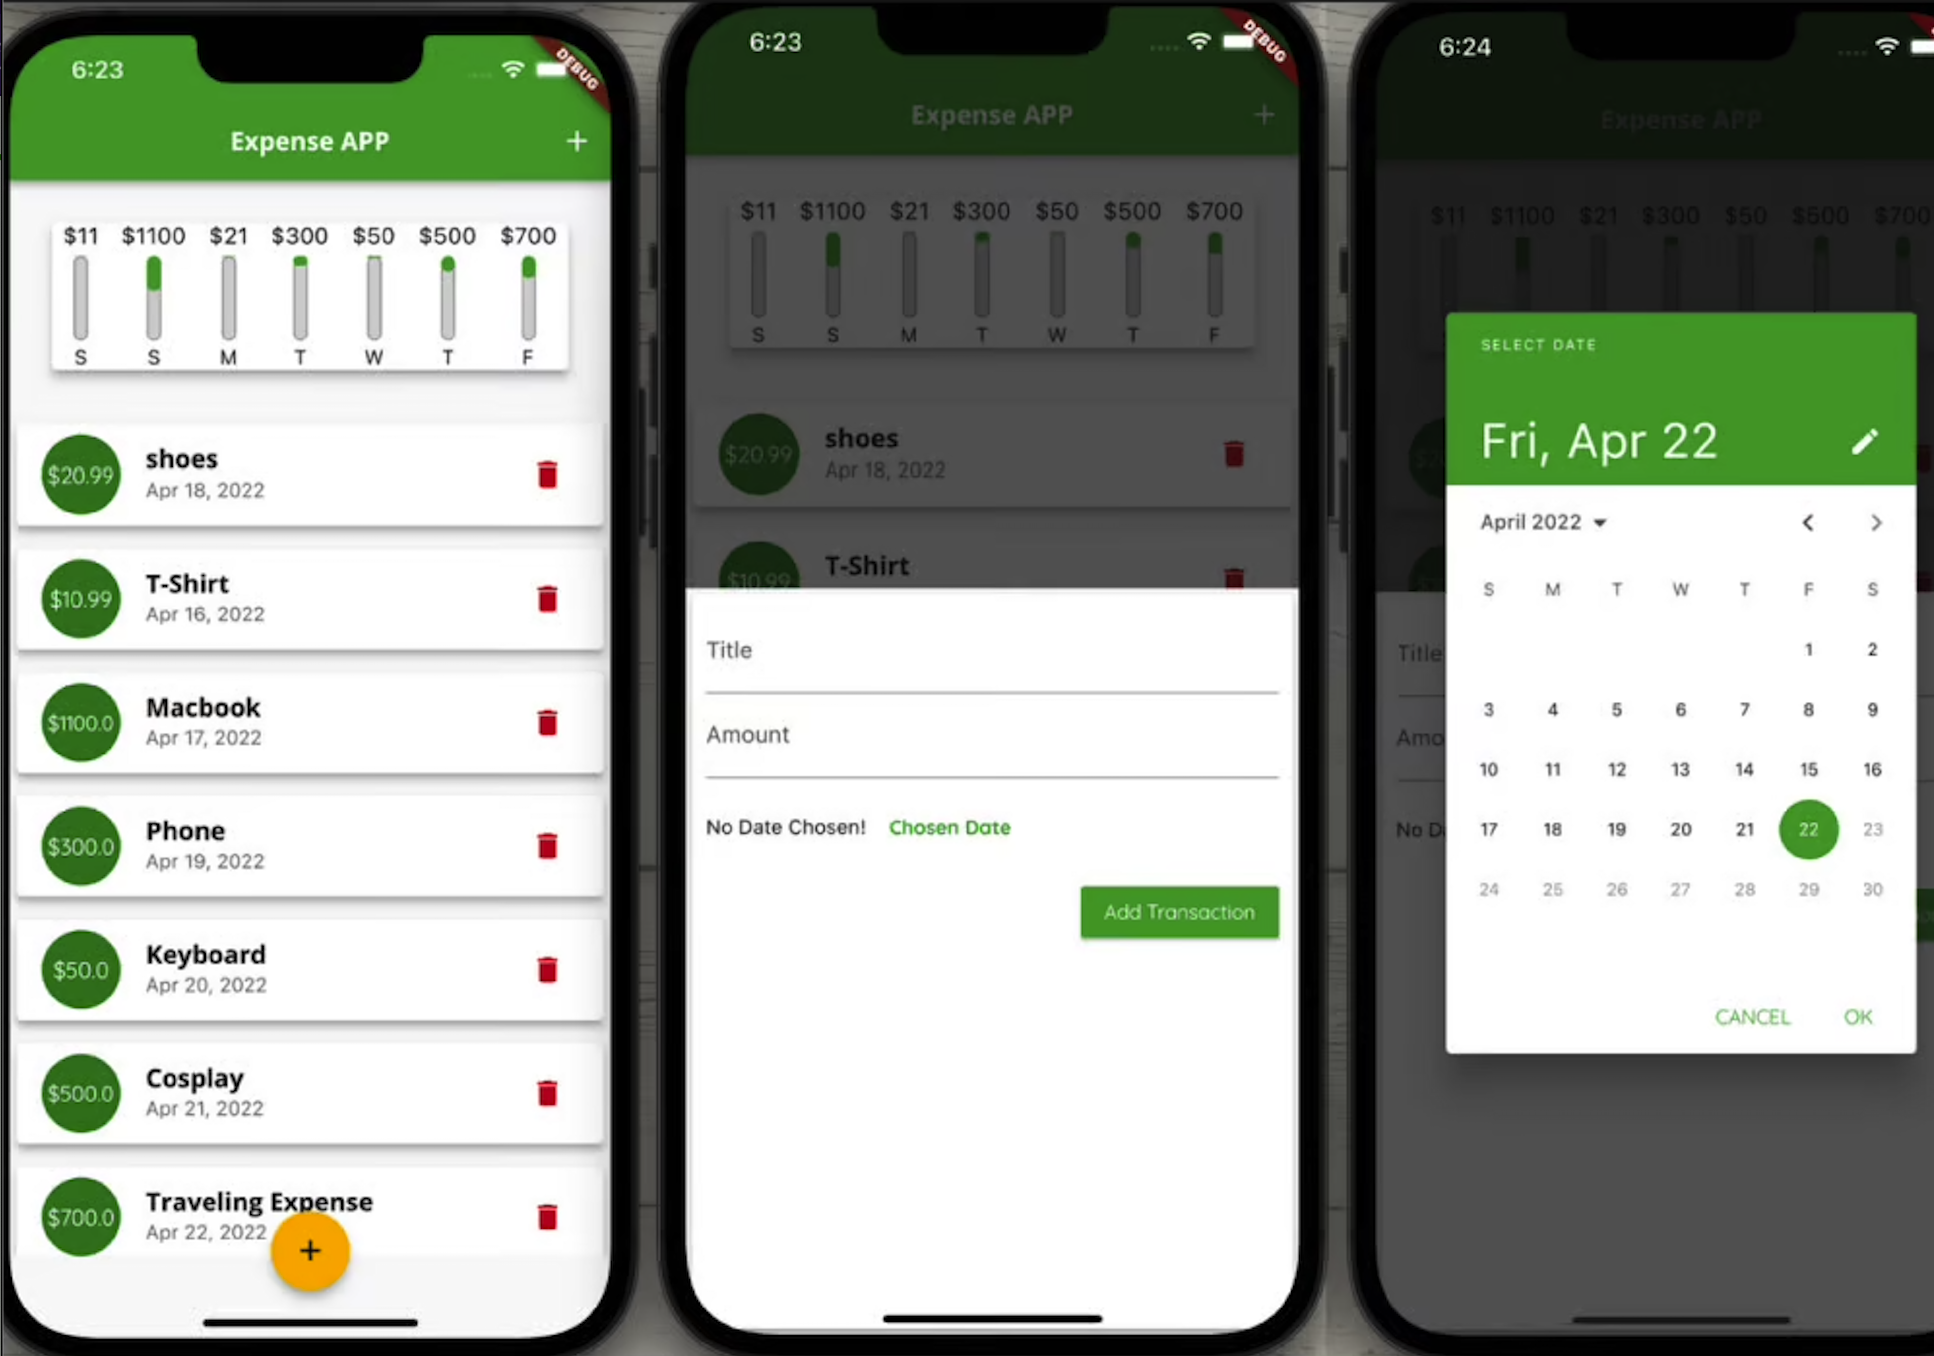 6:23
DEBUG
Expense APP
+
$11 $1100 $21 $300 $50 $500 $700
S S M T W T F
$20.99
shoes
Apr 18, 2022
$10.99
T-Shirt
Apr 16, 2022
$1100.0
Macbook
Apr 17, 2022
$300.0
Phone
Apr 19, 2022
$50.0
Keyboard
Apr 20, 2022
$500.0
Cosplay
Apr 21, 2022
$700.0
Traveling Expense
Apr 22, 2022
+
6:23
DEBUG
Expense APP
+
$11 $1100 $21 $300 $50 $500 $700
S S M T W T F
$20.99
shoes
Apr 18, 2022
$10.99
T-Shirt
Title
Amount
No Date Chosen! Chosen Date
Add Transaction
6:24
Expense APP
$11 $1100 $21 $300 $50 $500 $700
SELECT DATE
Fri, Apr 22
April 2022
S M T W T F S
1 2
3 4 5 6 7 8 9
10 11 12 13 14 15 16
17 18 19 20 21 22 23
24 25 26 27 28 29 30
Title
Amo
No D
CANCEL OK